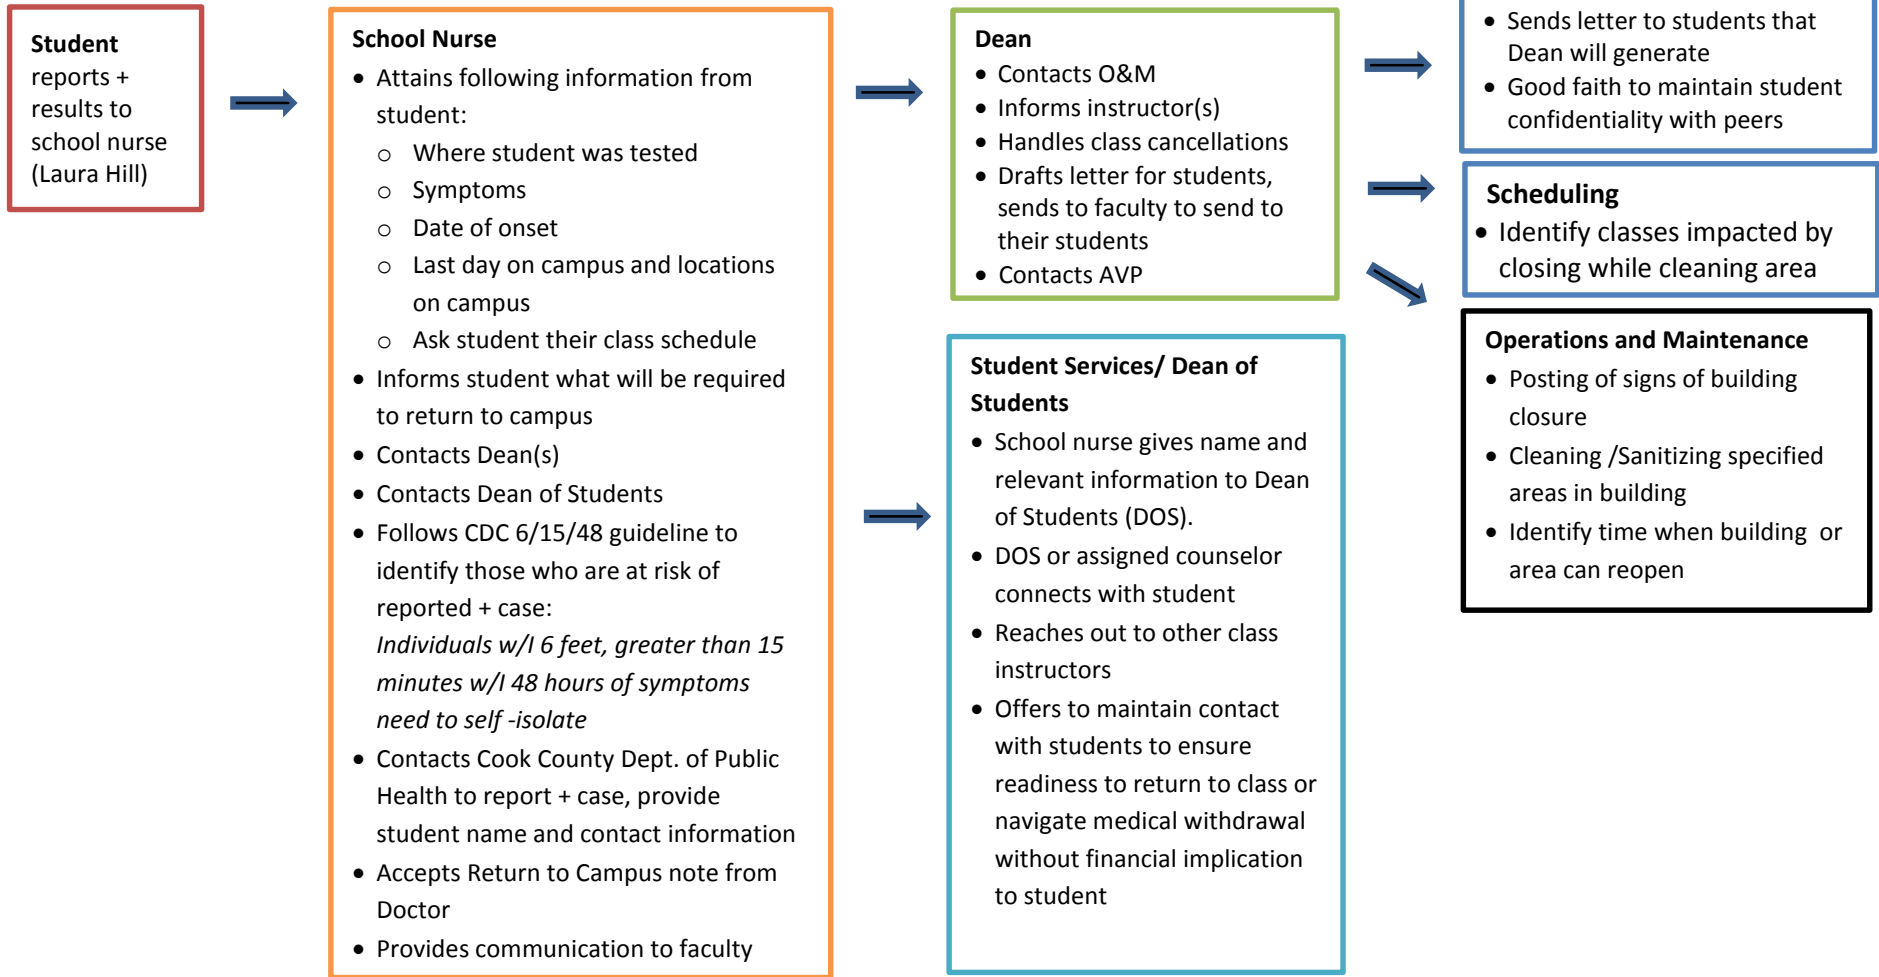 Student
reports +
results to
school nurse
(Laura Hill)
School Nurse
• Attains following information from
student:
o Where student was tested
o Symptoms
o Date of onset
o Last day on campus and locations
on campus
o Ask student their class schedule
• Informs student what will be required
to return to campus
• Contacts Dean(s)
• Contacts Dean of Students
• Follows CDC 6/15/48 guideline to
identify those who are at risk of
reported + case:
Individuals w/I 6 feet, greater than 15
minutes w/I 48 hours of symptoms
need to self -isolate
• Contacts Cook County Dept. of Public
Health to report + case, provide
student name and contact information
• Accepts Return to Campus note from
Doctor
• Provides communication to faculty
Dean
• Contacts O&M
• Informs instructor(s)
• Handles class cancellations
• Drafts letter for students,
sends to faculty to send to
their students
• Contacts AVP
Student Services/ Dean of
Students
• School nurse gives name and
relevant information to Dean
of Students (DOS).
• DOS or assigned counselor
connects with student
• Reaches out to other class
instructors
• Offers to maintain contact
with students to ensure
readiness to return to class or
navigate medical withdrawal
without financial implication
to student
• Sends letter to students that
Dean will generate
• Good faith to maintain student
confidentiality with peers
Scheduling
• Identify classes impacted by
closing while cleaning area
Operations and Maintenance
• Posting of signs of building
closure
• Cleaning /Sanitizing specified
areas in building
• Identify time when building or
area can reopen